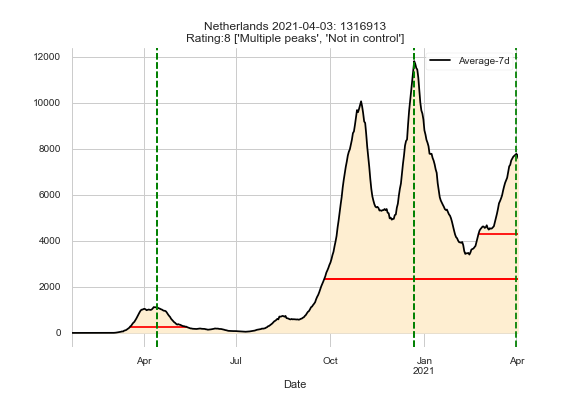 Netherlands 2021-04-03: 1316913
Rating:8 ['Multiple peaks', 'Not in control']
Average-7d
12000
10000
8000
6000
4000
2000
0
Apr
Jul
Oct
Jan
2021
Apr
Date